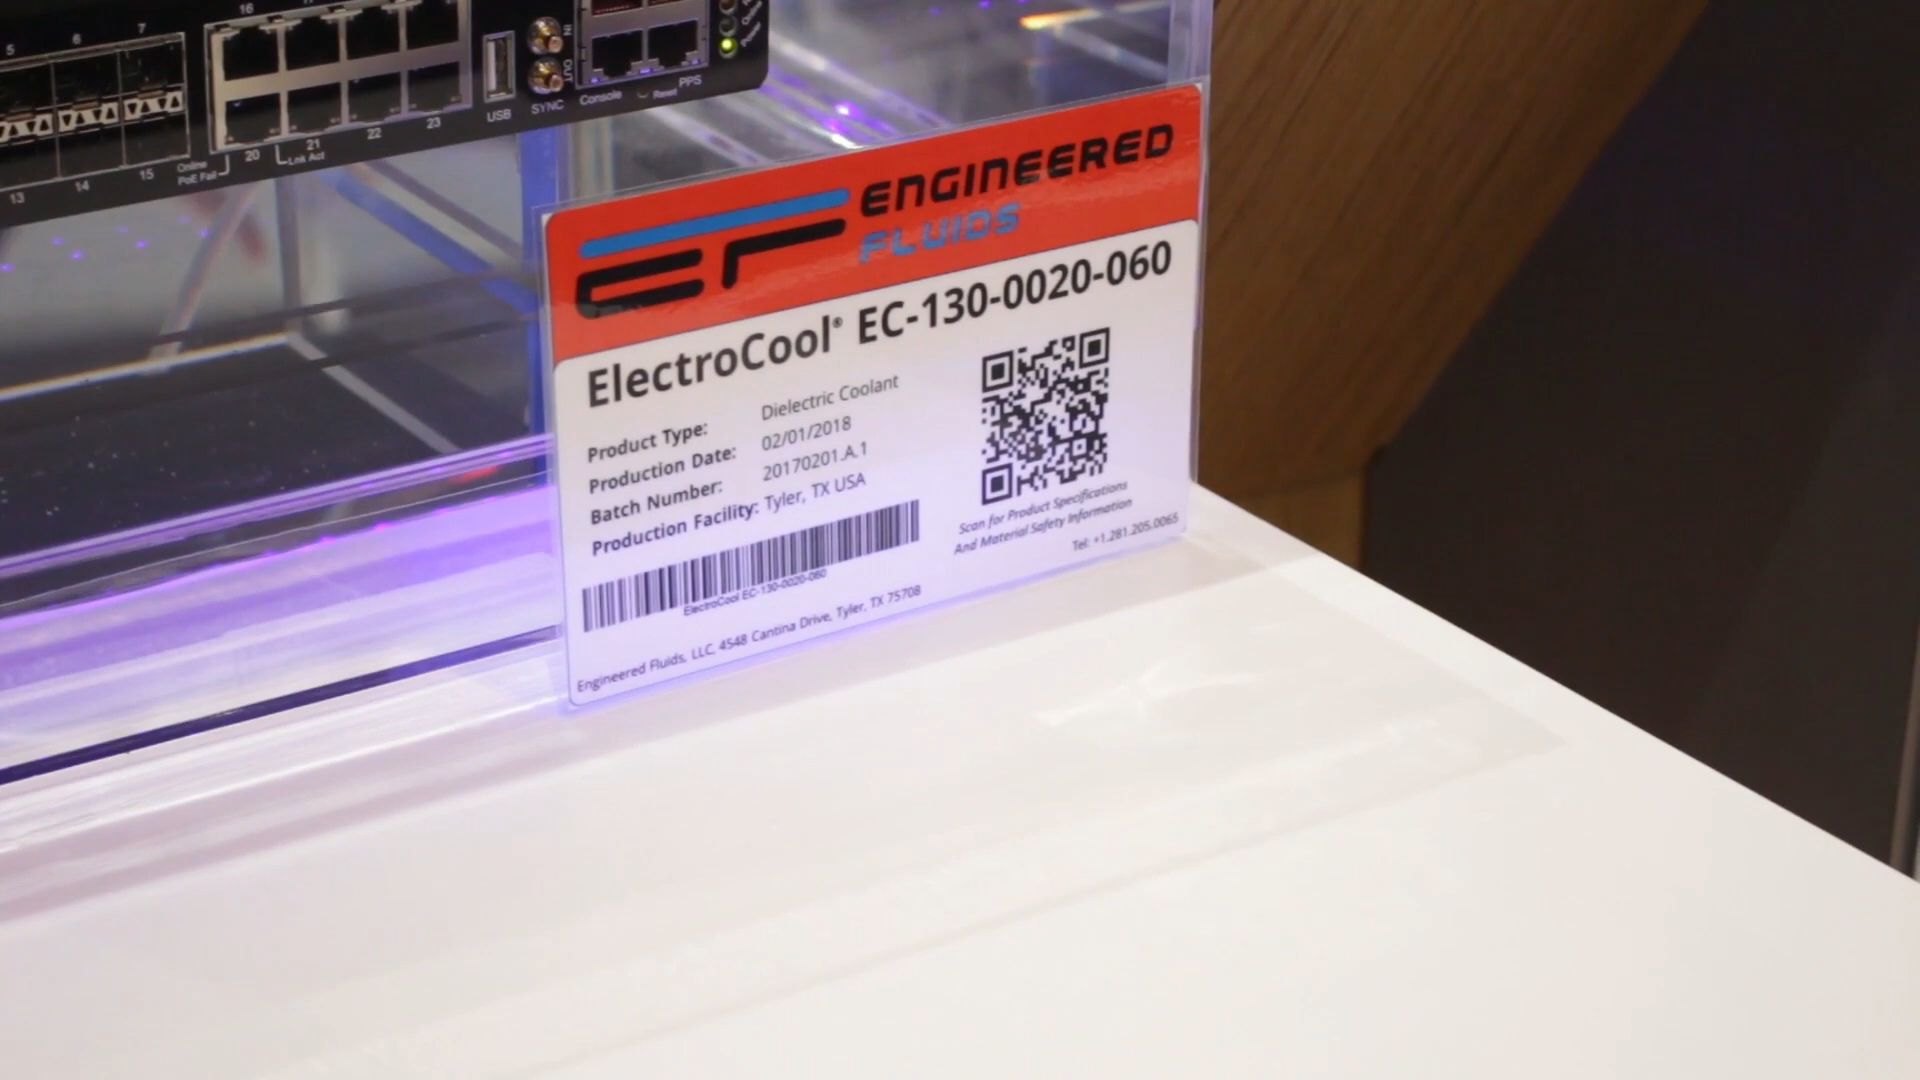 5 6 7 16
IN
OUT
SYNC
USB
Console
Reset
PPS
13 14 15 20 21 22 23
Online
PoE Fail
Lnk Act
ENGINEERED
FLUIDS
ElectroCool® EC-130-0020-060
Product Type: Dielectric Coolant
Production Date: 02/01/2018
Batch Number: 20170201.A.1
Production Facility: Tyler, TX USA
ElectroCool EC-130-0020-060
Scan for Product Specifications
And Material Safety Information
Tel: +1.281.205.0065
Engineered Fluids, LLC, 4548 Cantina Drive, Tyler, TX 75708